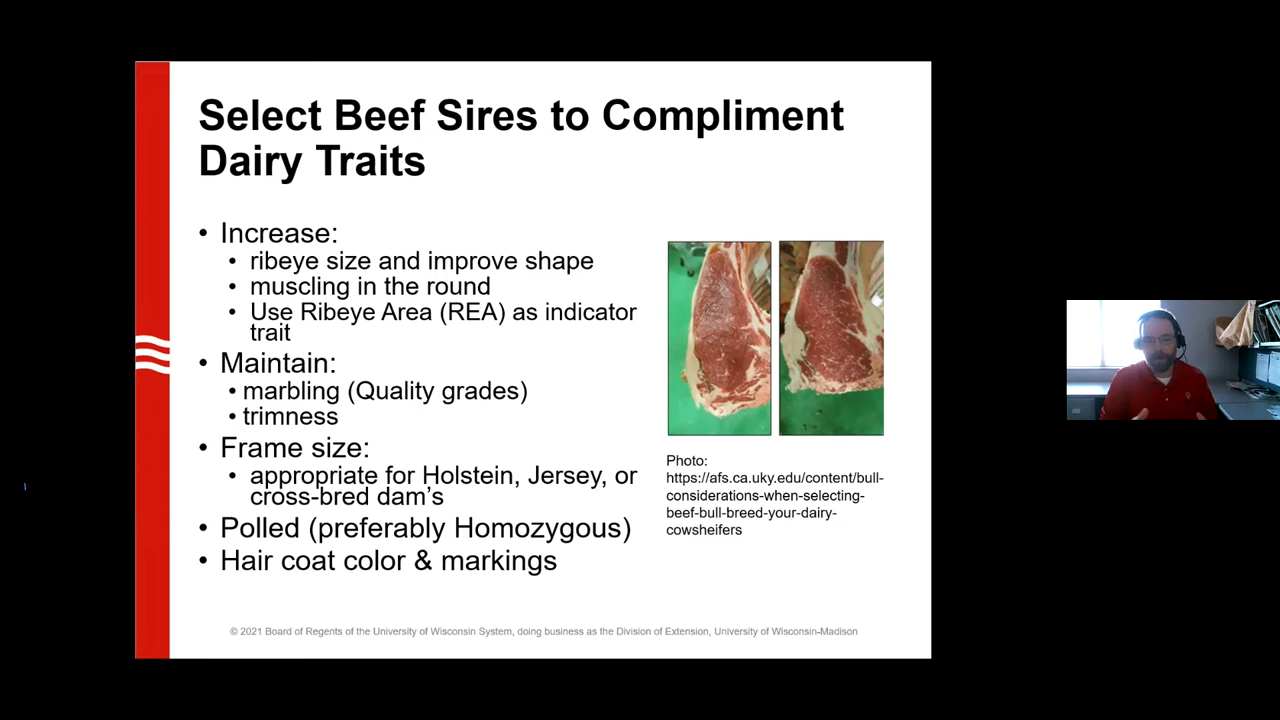 Select Beef Sires to Compliment
Dairy Traits
• Increase:
• ribeye size and improve shape
• muscling in the round
• Use Ribeye Area (REA) as indicator
trait
• Maintain:
• marbling (Quality grades)
• trimness
• Frame size:
• appropriate for Holstein, Jersey, or
cross-bred dam's
• Polled (preferably Homozygous)
• Hair coat color & markings
Photo:
https://afs.ca.uky.edu/content/bull-
considerations-when-selecting-
beef-bull-breed-your-dairy-
cowsheifers
© 2021 Board of Regents of the University of Wisconsin System, doing business as the Division of Extension, University of Wisconsin-Madison